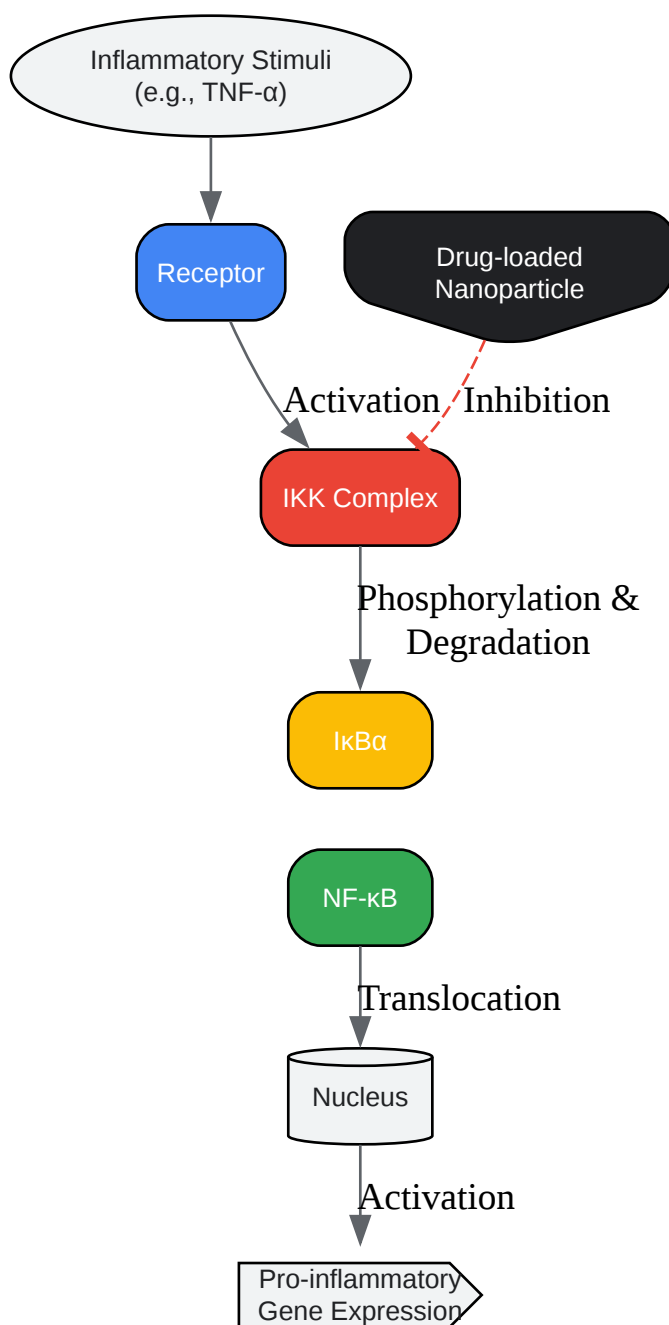 Inflammatory Stimuli
(e.g., TNF-α)
Receptor
Drug-loaded
Nanoparticle
Activation
Inhibition
IKK Complex
Phosphorylation &
Degradation
IκBα
NF-κB
Translocation
Nucleus
Activation
Pro-inflammatory
Gene Expression